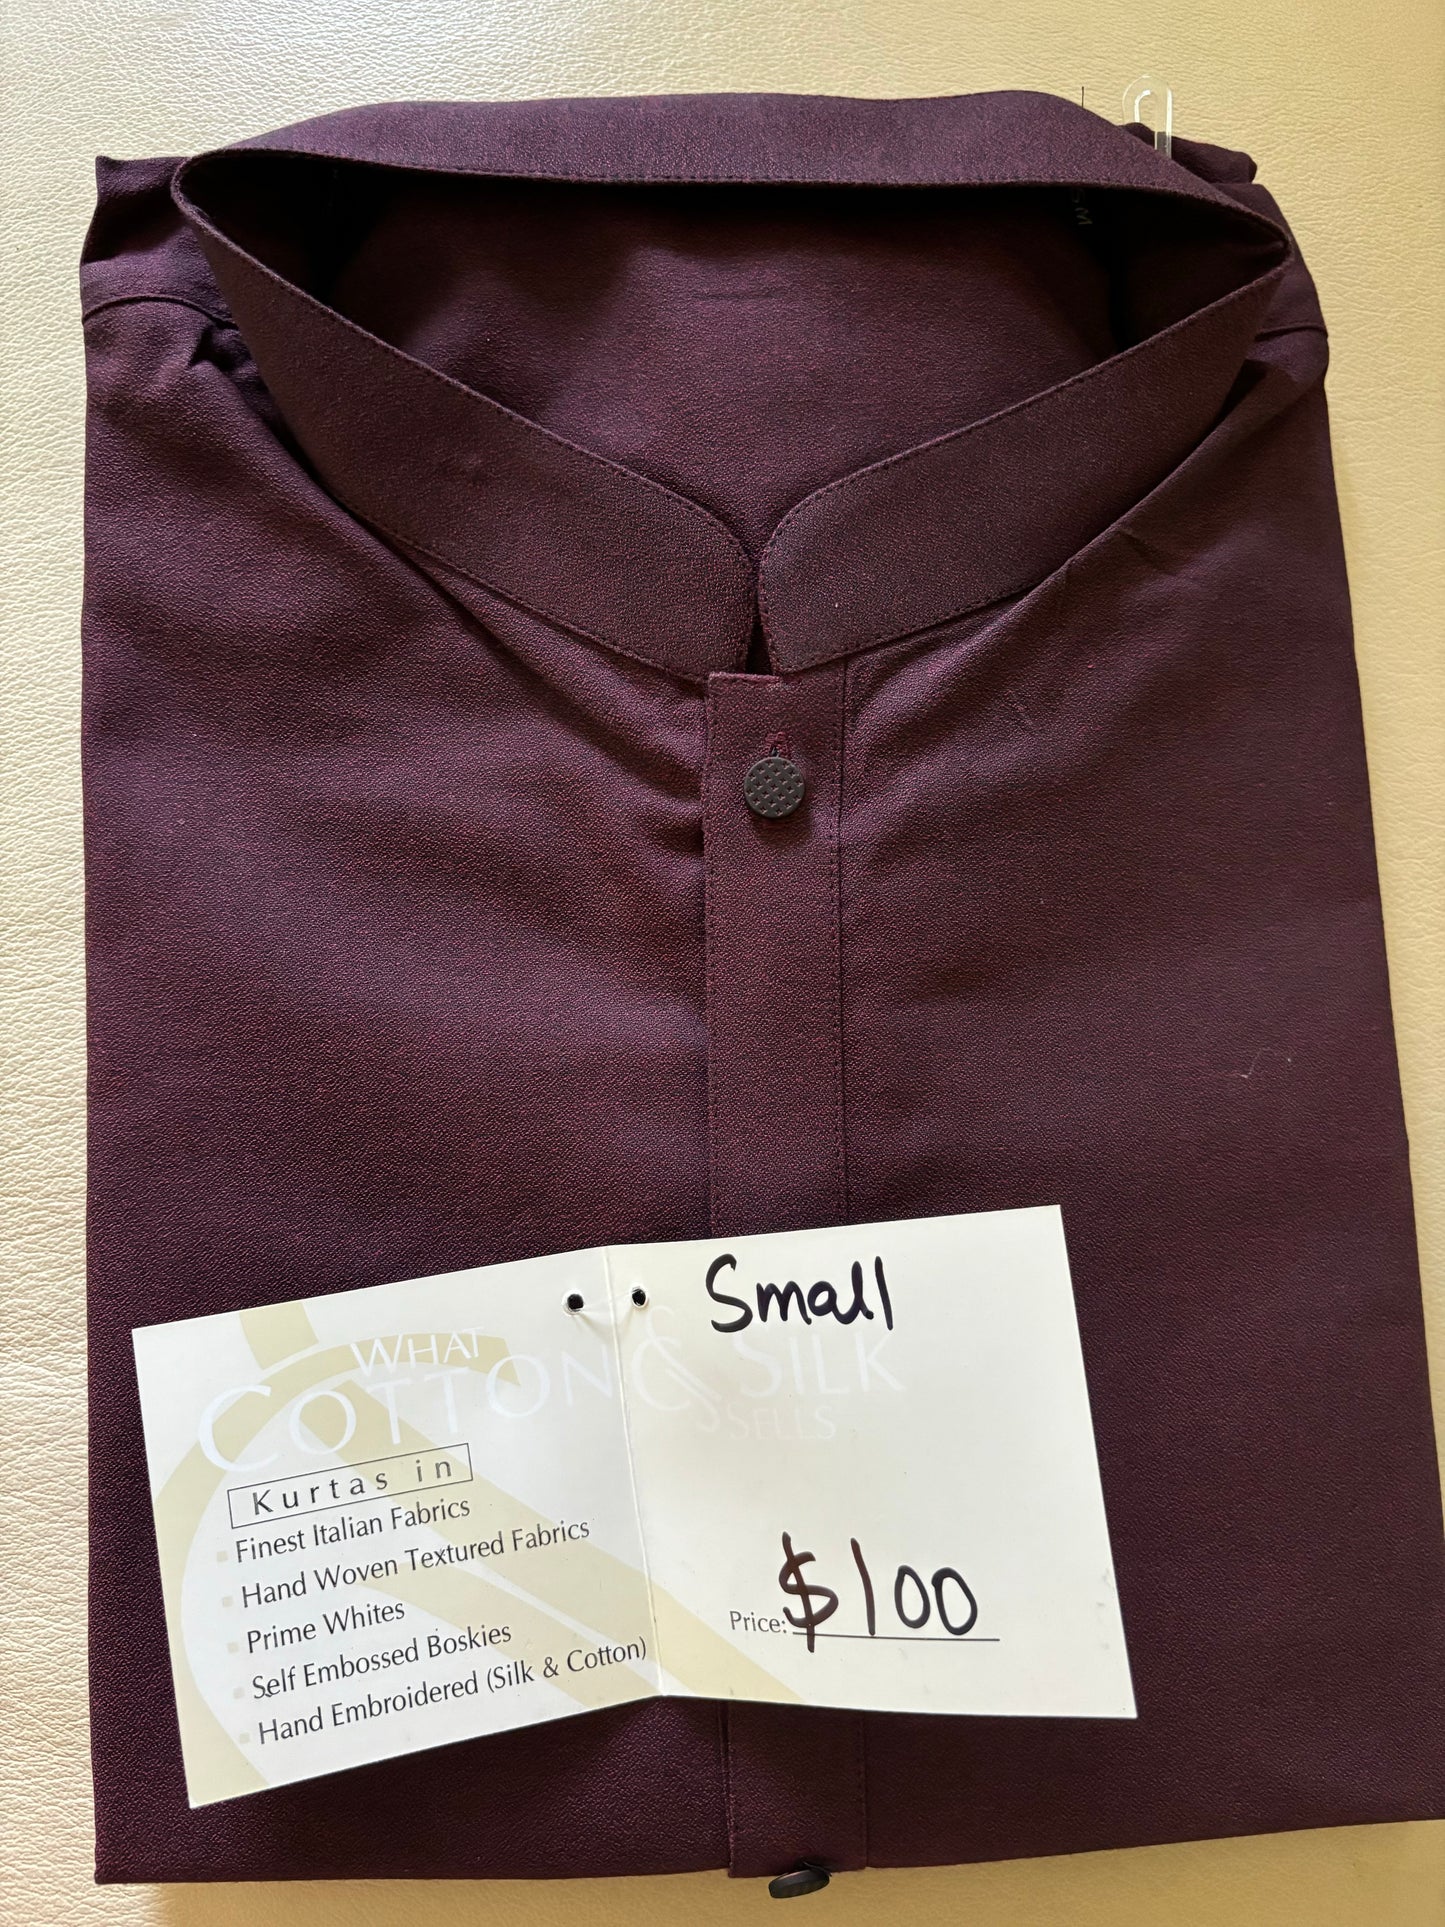 Small
WHAT
COTTON & SILK
SELLS
Kurtas in
Finest Italian Fabrics
Hand Woven Textured Fabrics
Prime Whites
Self Embossed Boskies
Hand Embroidered (Silk & Cotton)
Price: $100